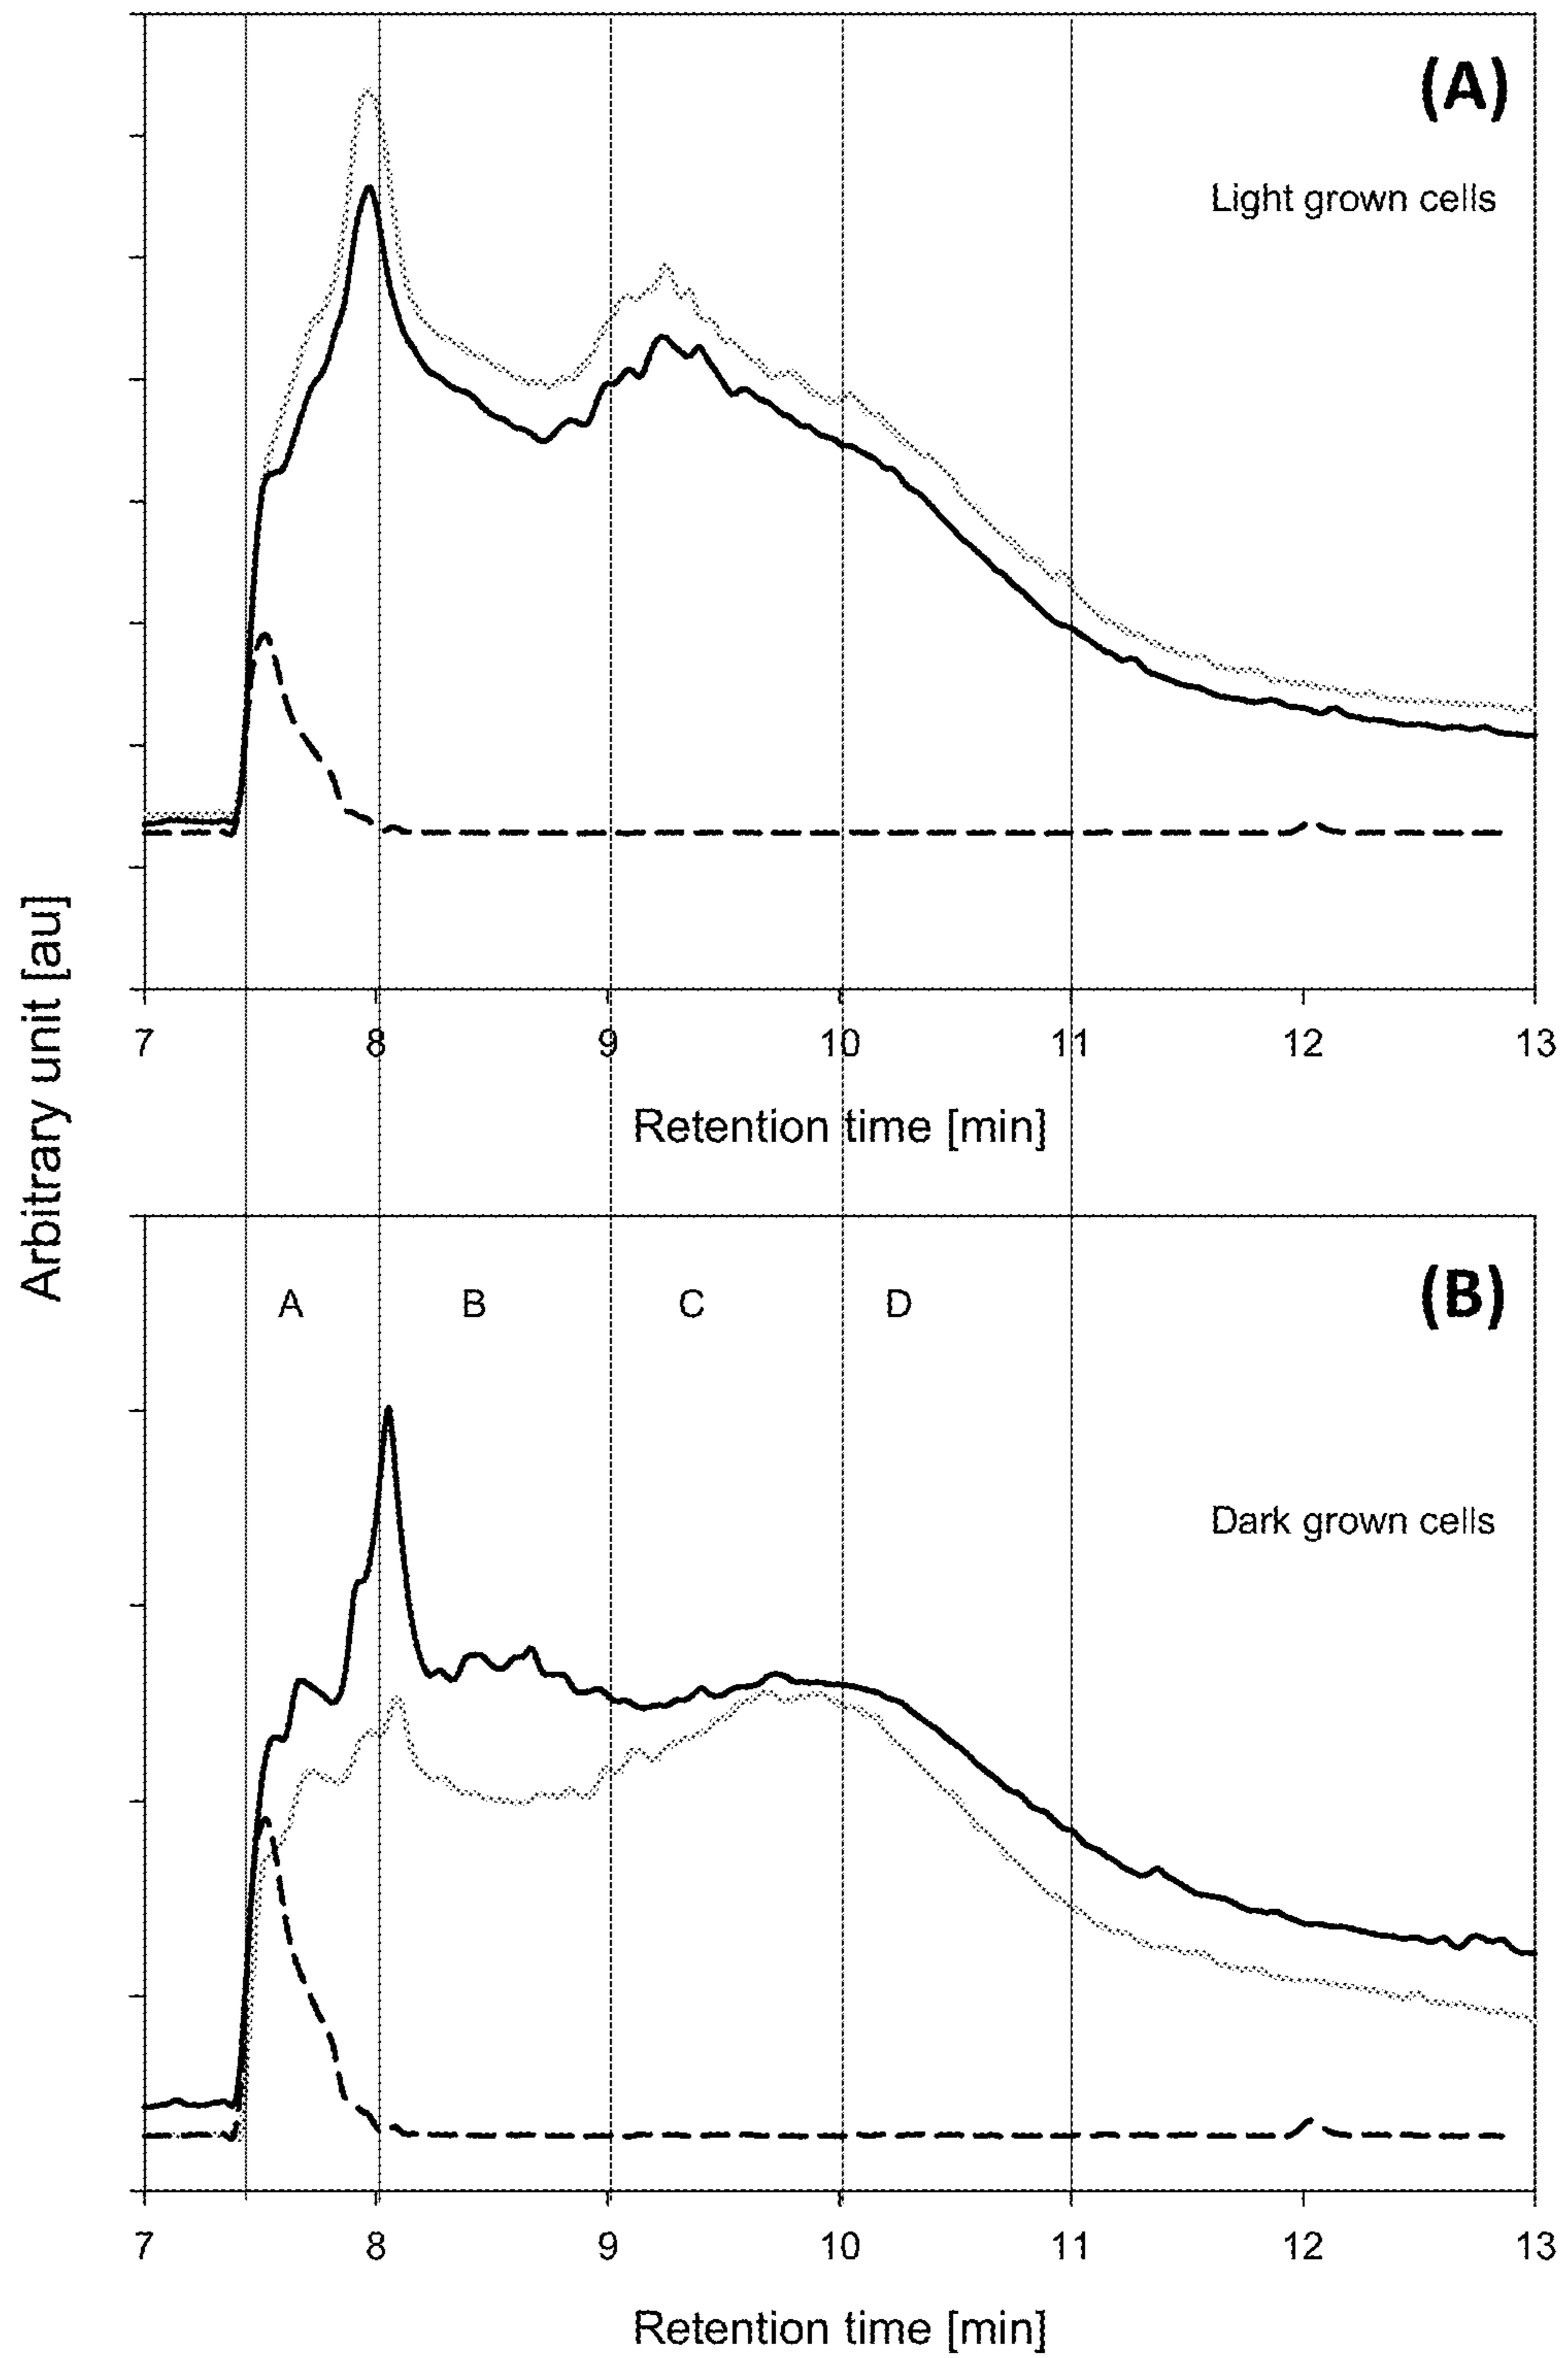 (A)
Light grown cells
Arbitrary unit [au]
7 8 9 10 11 12 13
Retention time [min]
A B C D
(B)
Dark grown cells
7 8 9 10 11 12 13
Retention time [min]